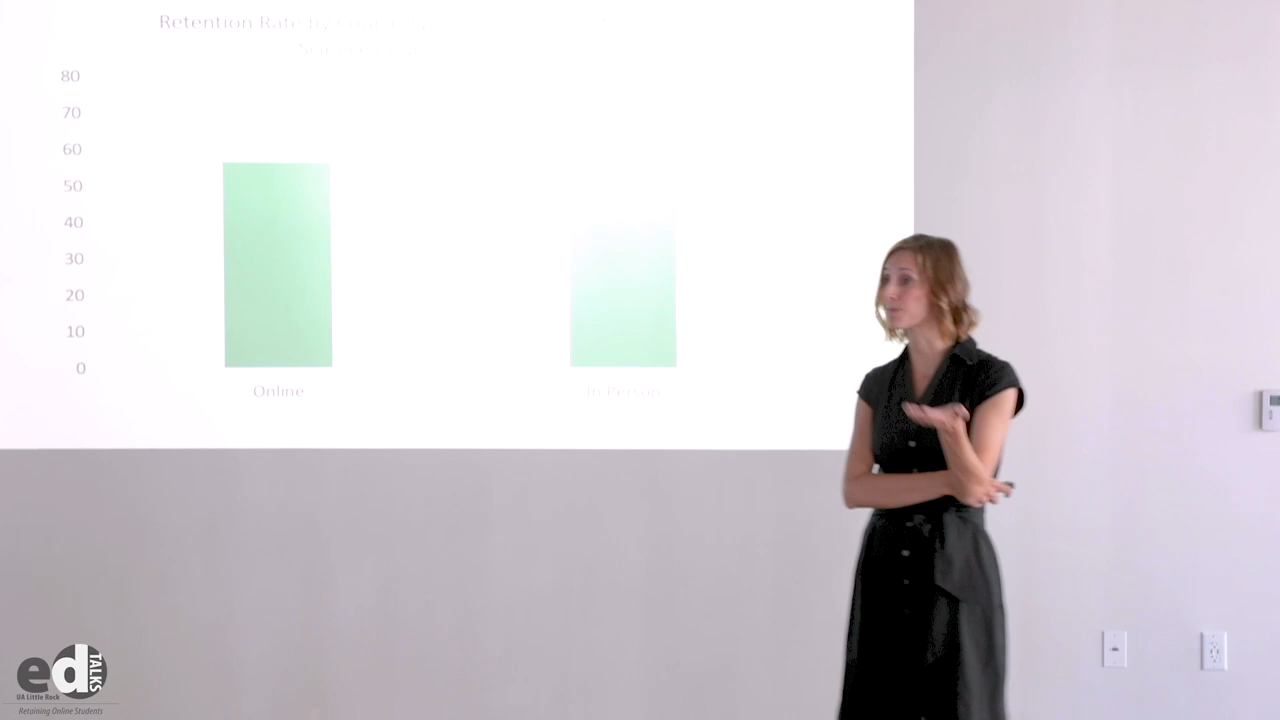 Retention Rate by
80
70
60
50
40
30
20
10
0
Online
In Person
ed
TALKS
UA Little Rock
Retaining Online Students